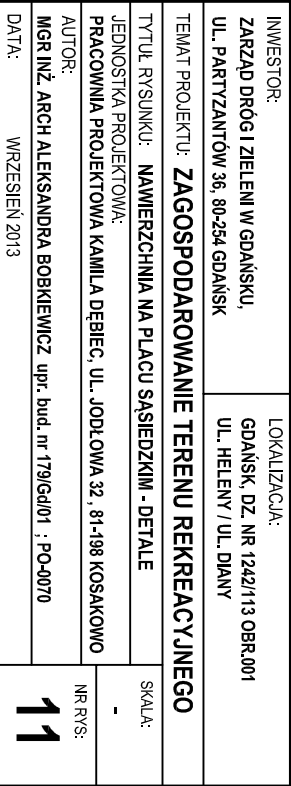 INWESTOR:
ZARZĄD DRÓG I ZIELENI W GDAŃSKU,
UL. PARTYZANTÓW 36, 80-254 GDAŃSK
LOKALIZACJA:
GDAŃSK, DZ. NR 1242/113 OBR.001
UL. HELENY / UL. DIANY
TEMAT PROJEKTU: ZAGOSPODAROWANIE TERENU REKREACYJNEGO
TYTUŁ RYSUNKU: NAWIERZCHNIA NA PLACU SĄSIEDZKIM - DETALE
SKALA:
-
JEDNOSTKA PROJEKTOWA:
PRACOWNIA PROJEKTOWA KAMILA DĘBIEC, UL. JODŁOWA 32 , 81-198 KOSAKOWO
AUTOR:
MGR INŻ. ARCH ALEKSANDRA BOBKIEWICZ upr. bud. nr 179/Gd/01 ; PO-0070
NR RYS:
11
DATA: WRZESIEŃ 2013